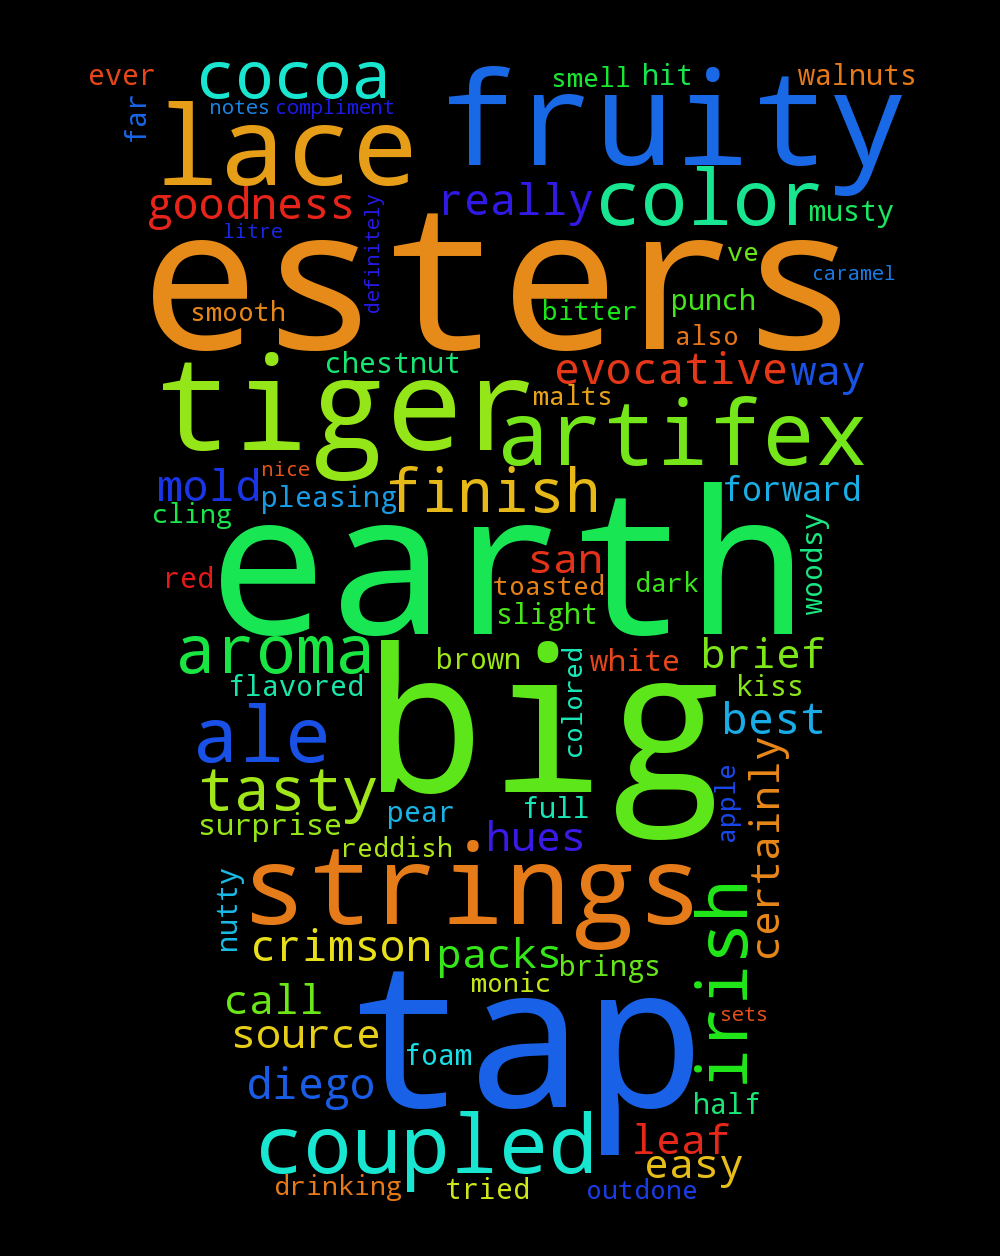 ever
cocoa
fruity
smell
hit
walnuts
far
notes
compliment
lace
goodness
really
color
musty
litre
definitely
esters
ve
caramel
smooth
bitter
punch
also
chestnut
evocative
way
tiger
malts
artifex
nice
mold
pleasing
finish
forward
cling
earth
woodsy
red
san
toasted
dark
slight
aroma
brown
big
white
brief
flavored
colored
kiss
ale
best
tasty
pear
full
apple
certainly
surprise
hues
reddish
strings
nutty
irish
crimson
packs
brings
monic
call
tap
sets
source
foam
diego
half
coupled
leaf
easy
drinking
tried
outdone